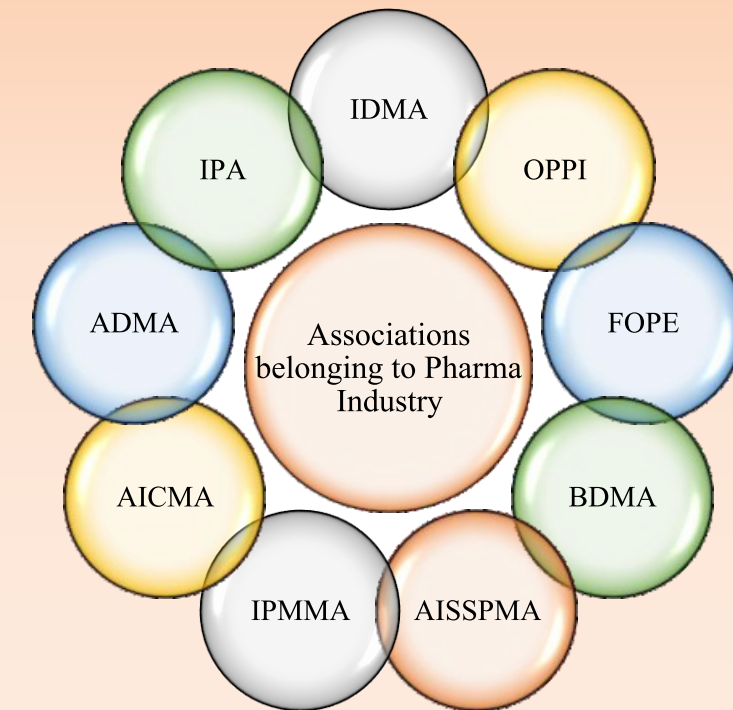 IDMA
OPPI
FOPE
BDMA
AISSPMA
IPMMA
AICMA
ADMA
IPA
Associations
belonging to Pharma
Industry